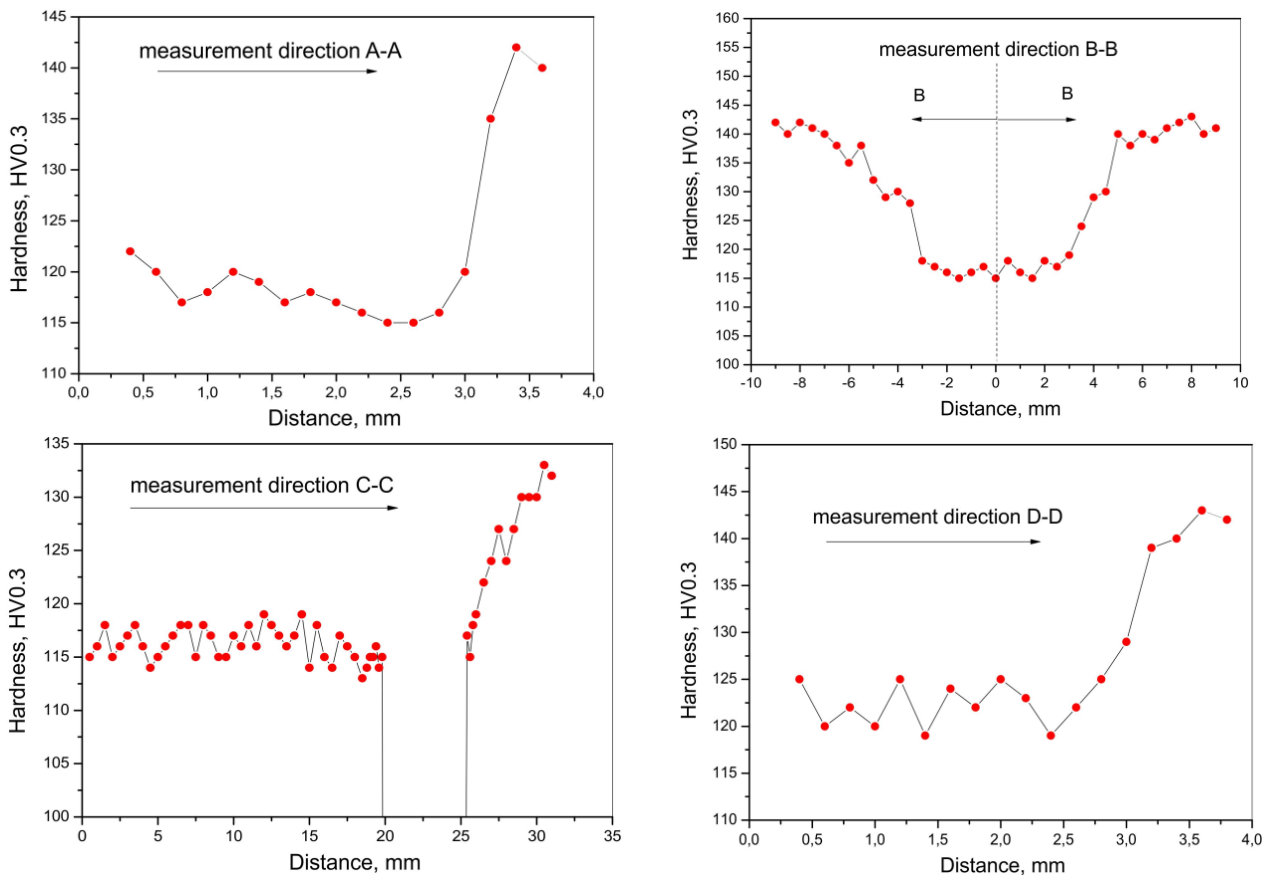 145
140
135
130
125
120
115
110
Hardness, HV0.3
measurement direction A-A
0,0 0,5 1,0 1,5 2,0 2,5 3,0 3,5 4,0
Distance, mm
160
155
150
145
140
135
130
125
120
115
110
105
100
Hardness, HV0.3
measurement direction B-B
B B
-10 -8 -6 -4 -2 0 2 4 6 8 10
Distance, mm
135
130
125
120
115
110
105
100
Hardness, HV0.3
measurement direction C-C
0 5 10 15 20 25 30 35
Distance, mm
150
145
140
135
130
125
120
115
110
Hardness, HV0.3
measurement direction D-D
0,0 0,5 1,0 1,5 2,0 2,5 3,0 3,5 4,0
Distance, mm